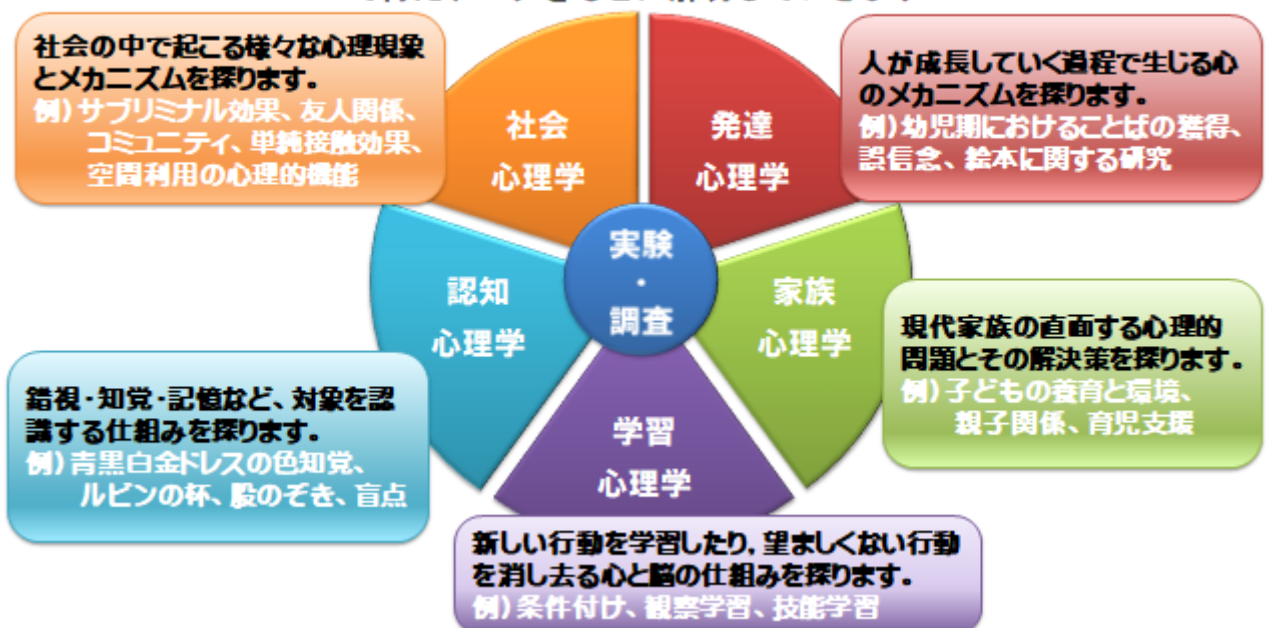 社会の中で起こる様々な心理現象
とメカニズムを探ります。
例)サブリミナル効果、友人関係、
コミュニティ、単純接触効果、
空間利用の心理的機能
社会
心理学
発達
心理学
人が成長していく過程で生じる心
のメカニズムを探ります。
例)幼児期におけることばの獲得、
誤信念、絵本に関する研究
実験
・
調査
認知
心理学
家族
心理学
現代家族の直面する心理的
問題とその解決策を探ります。
例)子どもの養育と環境、
親子関係、育児支援
錯視・知覚・記憶など、対象を認
識する仕組みを探ります。
例)青黒白金ドレスの色知覚、
ルビンの杯、股のぞき、盲点
学習
心理学
新しい行動を学習したり,望ましくない行動
を消し去る心と脳の仕組みを探ります。
例)条件付け、観察学習、技能学習